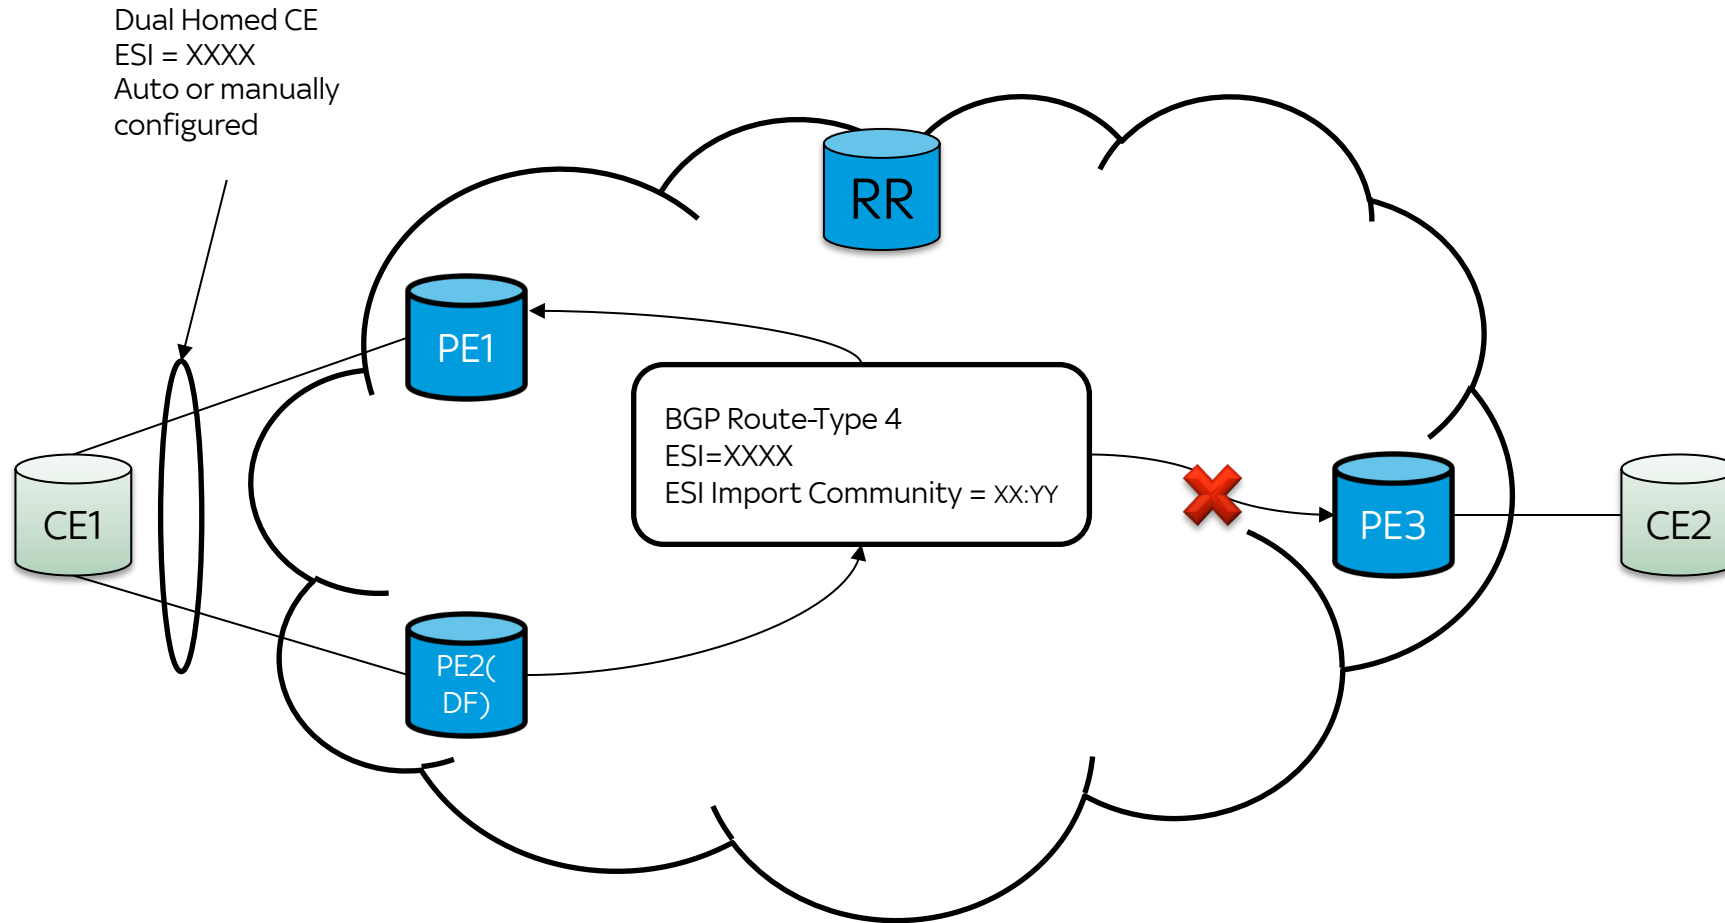 Dual Homed CE
ESI = XXXX
Auto or manually
configured
RR
PE1
BGP Route-Type 4
ESI=XXXX
ESI Import Community = XX:YY
CE1
PE3
CE2
PE2(
DF)